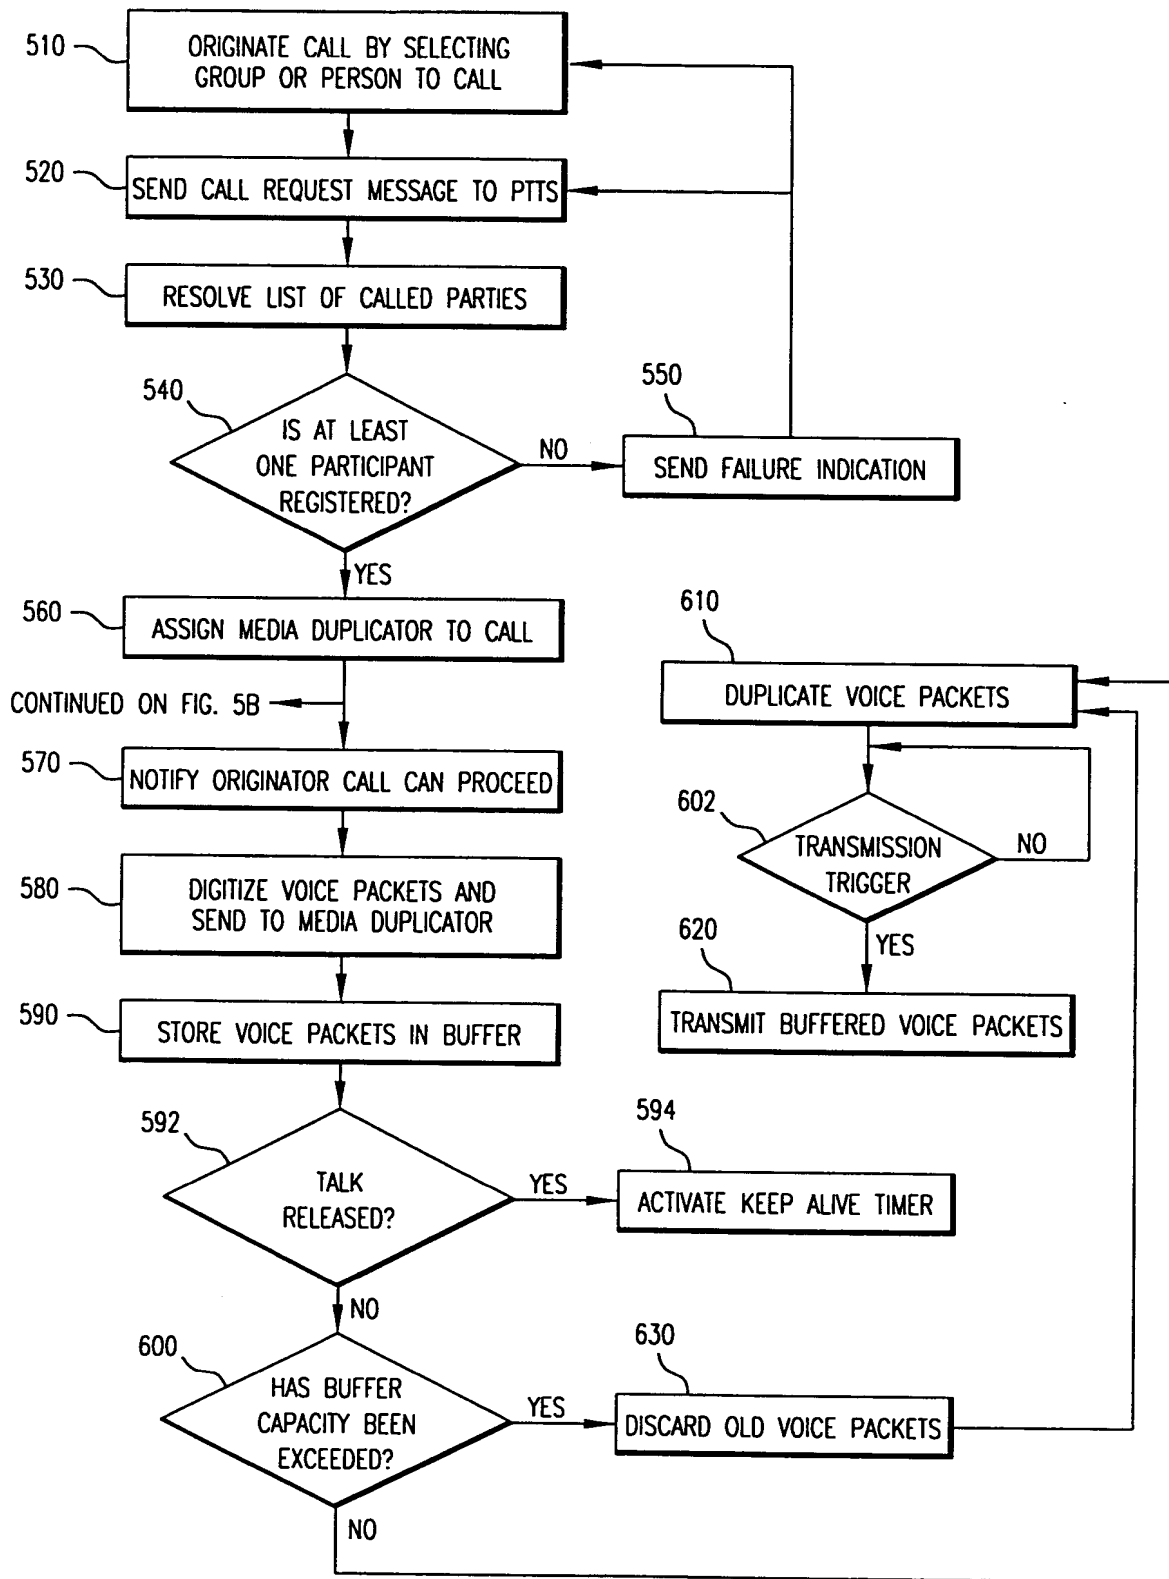 510
ORIGINATE CALL BY SELECTING
GROUP OR PERSON TO CALL
520
SEND CALL REQUEST MESSAGE TO PTTS
530
RESOLVE LIST OF CALLED PARTIES
540
IS AT LEAST
ONE PARTICIPANT
REGISTERED?
NO
550
SEND FAILURE INDICATION
YES
560
ASSIGN MEDIA DUPLICATOR TO CALL
CONTINUED ON FIG. 5B
570
NOTIFY ORIGINATOR CALL CAN PROCEED
580
DIGITIZE VOICE PACKETS AND
SEND TO MEDIA DUPLICATOR
590
STORE VOICE PACKETS IN BUFFER
592
TALK
RELEASED?
YES
594
ACTIVATE KEEP ALIVE TIMER
NO
600
HAS BUFFER
CAPACITY BEEN
EXCEEDED?
YES
630
DISCARD OLD VOICE PACKETS
NO
610
DUPLICATE VOICE PACKETS
602
TRANSMISSION
TRIGGER
NO
YES
620
TRANSMIT BUFFERED VOICE PACKETS